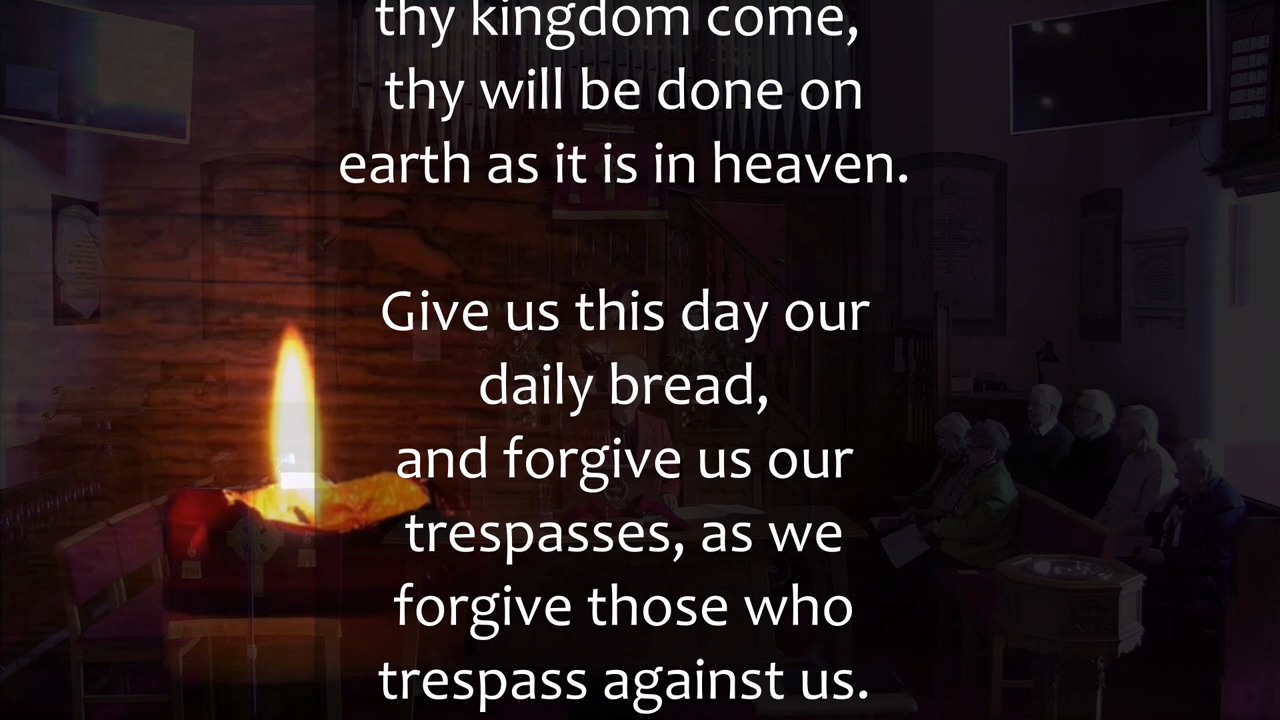 thy kingdom come,
thy will be done on
earth as it is in heaven.
Give us this day our
daily bread,
and forgive us our
trespasses, as we
forgive those who
trespass against us.